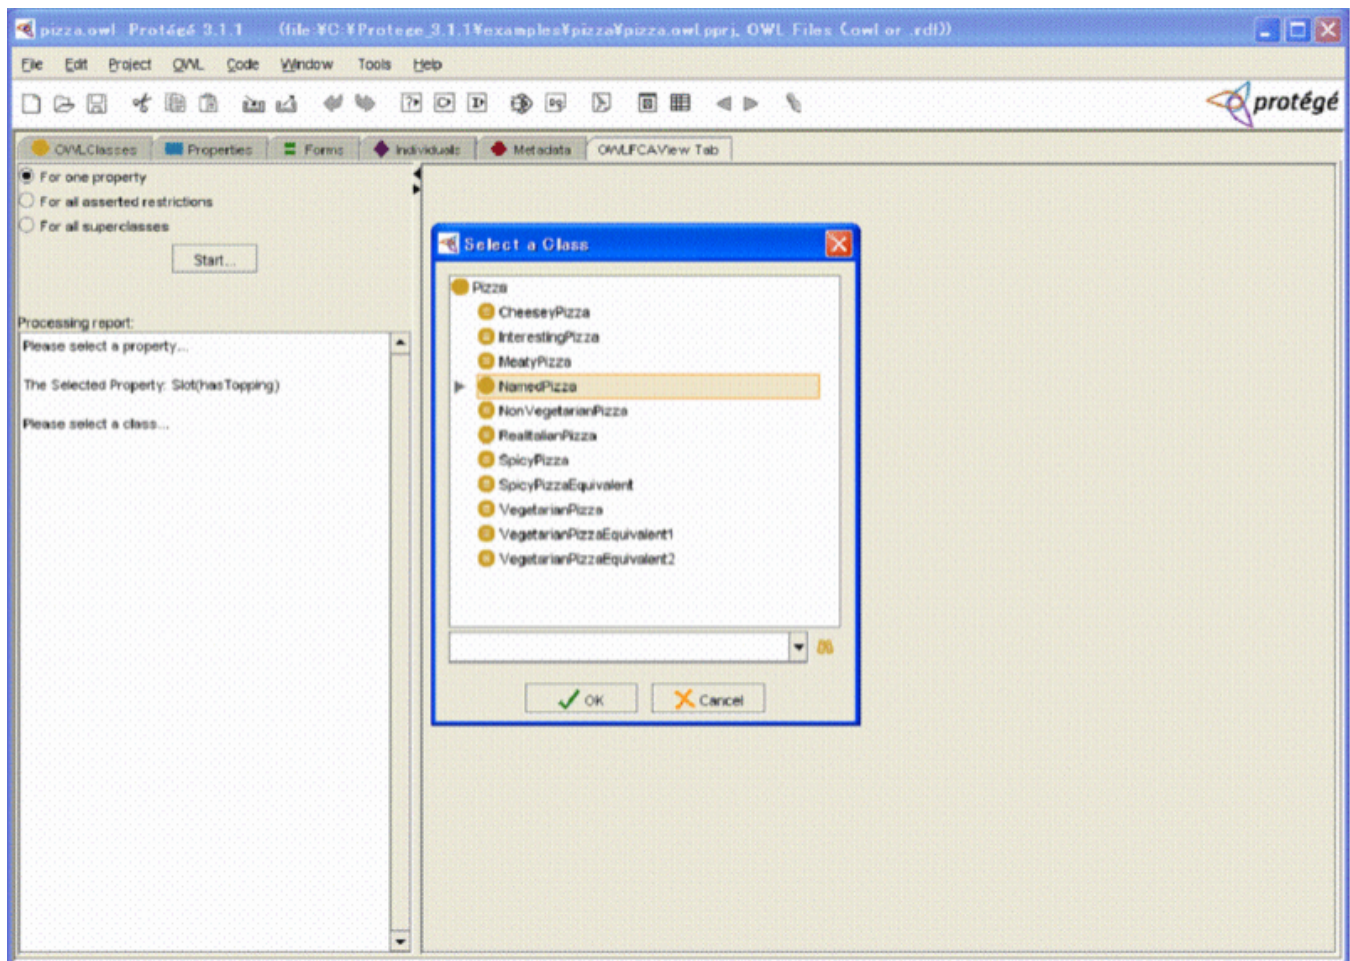 pizza.owl Protégé 3.1.1 (file:¥C:¥Protege_3.1.1¥examples¥pizza¥pizza.owl.pprj, OWL Files (.owl or .rdf))
File Edit Project OWL Code Window Tools Help
protégé
OWLClasses Properties Forms Individuals Metadata OWLFCAView Tab
For one property
For all asserted restrictions
For all superclasses
Start...
Processing report:
Please select a property...
The Selected Property: Slot(hasTopping)
Please select a class...
Select a Class
Pizza
CheeseyPizza
InterestingPizza
MeatyPizza
NamedPizza
NonVegetarianPizza
RealItalianPizza
SpicyPizza
SpicyPizzaEquivalent
VegetarianPizza
VegetarianPizzaEquivalent1
VegetarianPizzaEquivalent2
OK Cancel